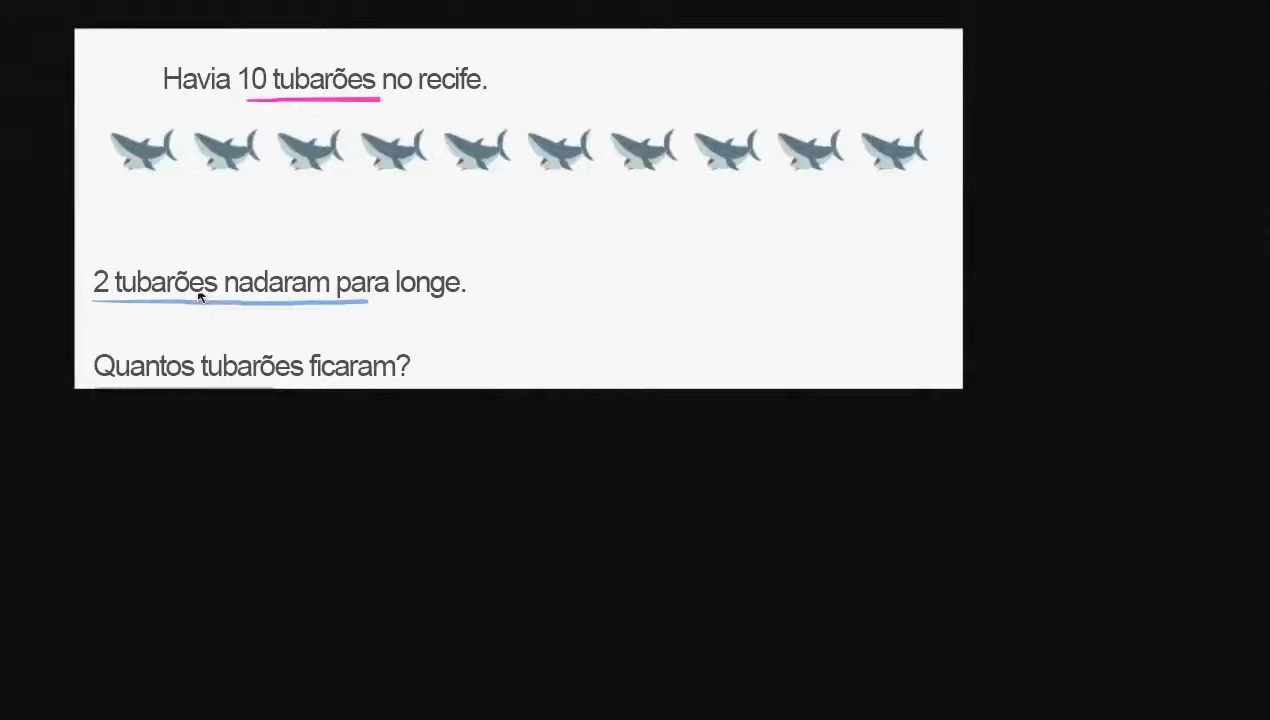 Havia 10 tubarões no recife.
2 tubarões nadaram para longe.
Quantos tubarões ficaram?